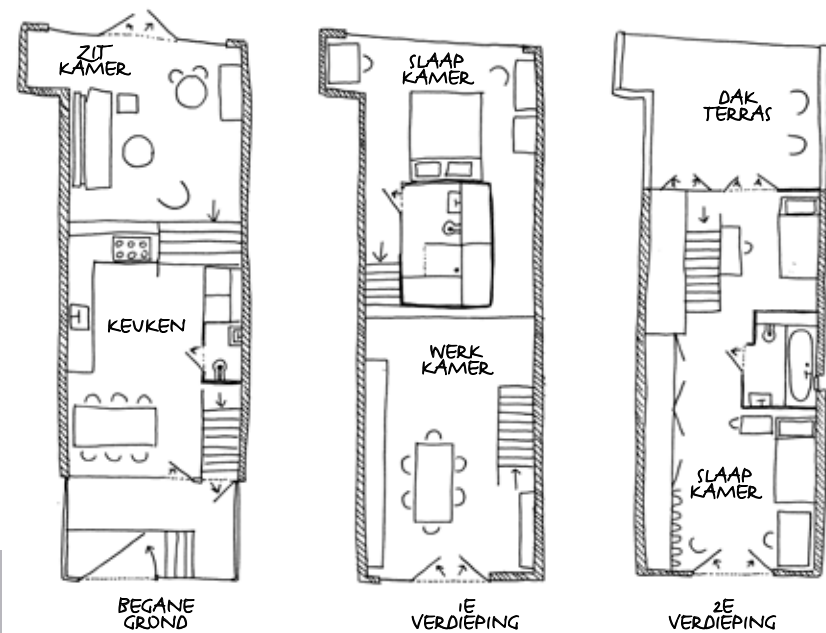 ZIT
KAMER
KEUKEN
BEGANE
GROND
SLAAP
KAMER
WERK
KAMER
1E
VERDIEPING
DAK
TERRAS
SLAAP
KAMER
2E
VERDIEPING